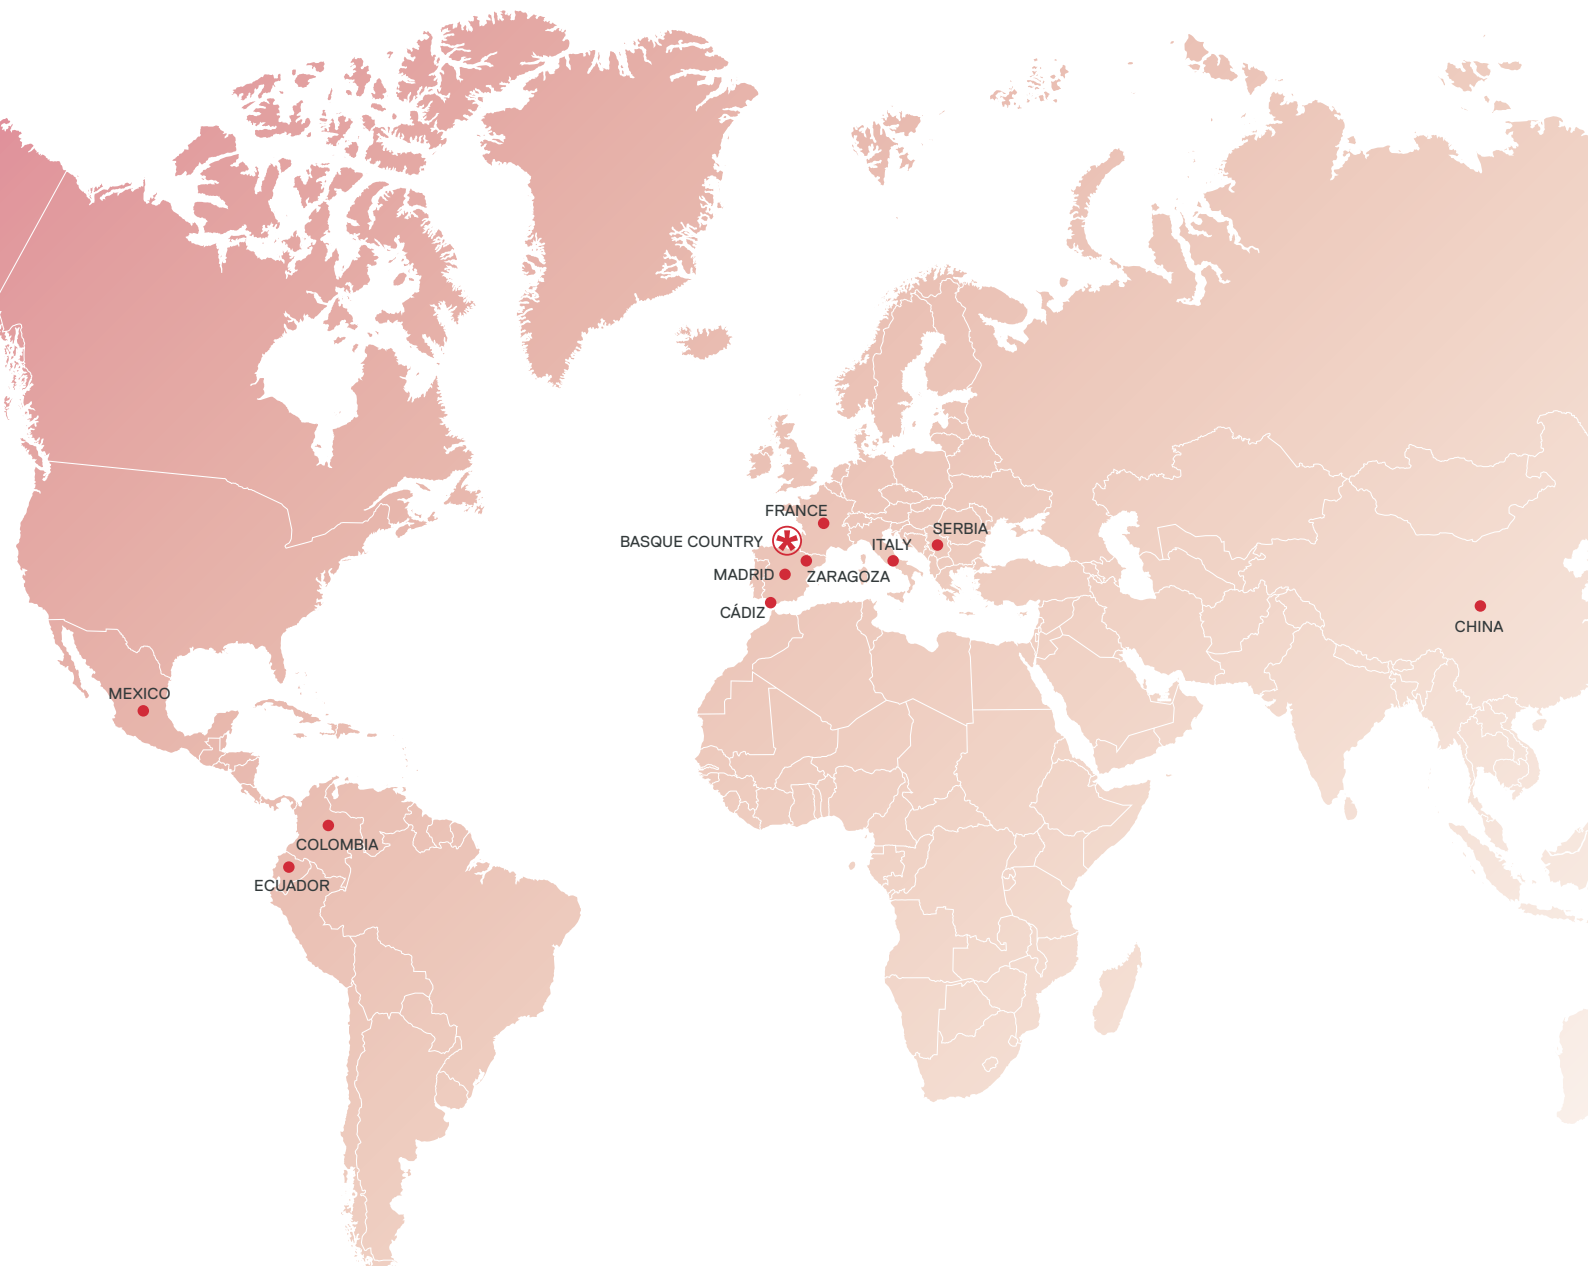 FRANCE
SERBIA
BASQUE COUNTRY
ITALY
MADRID
ZARAGOZA
CÁDIZ
CHINA
MEXICO
COLOMBIA
ECUADOR